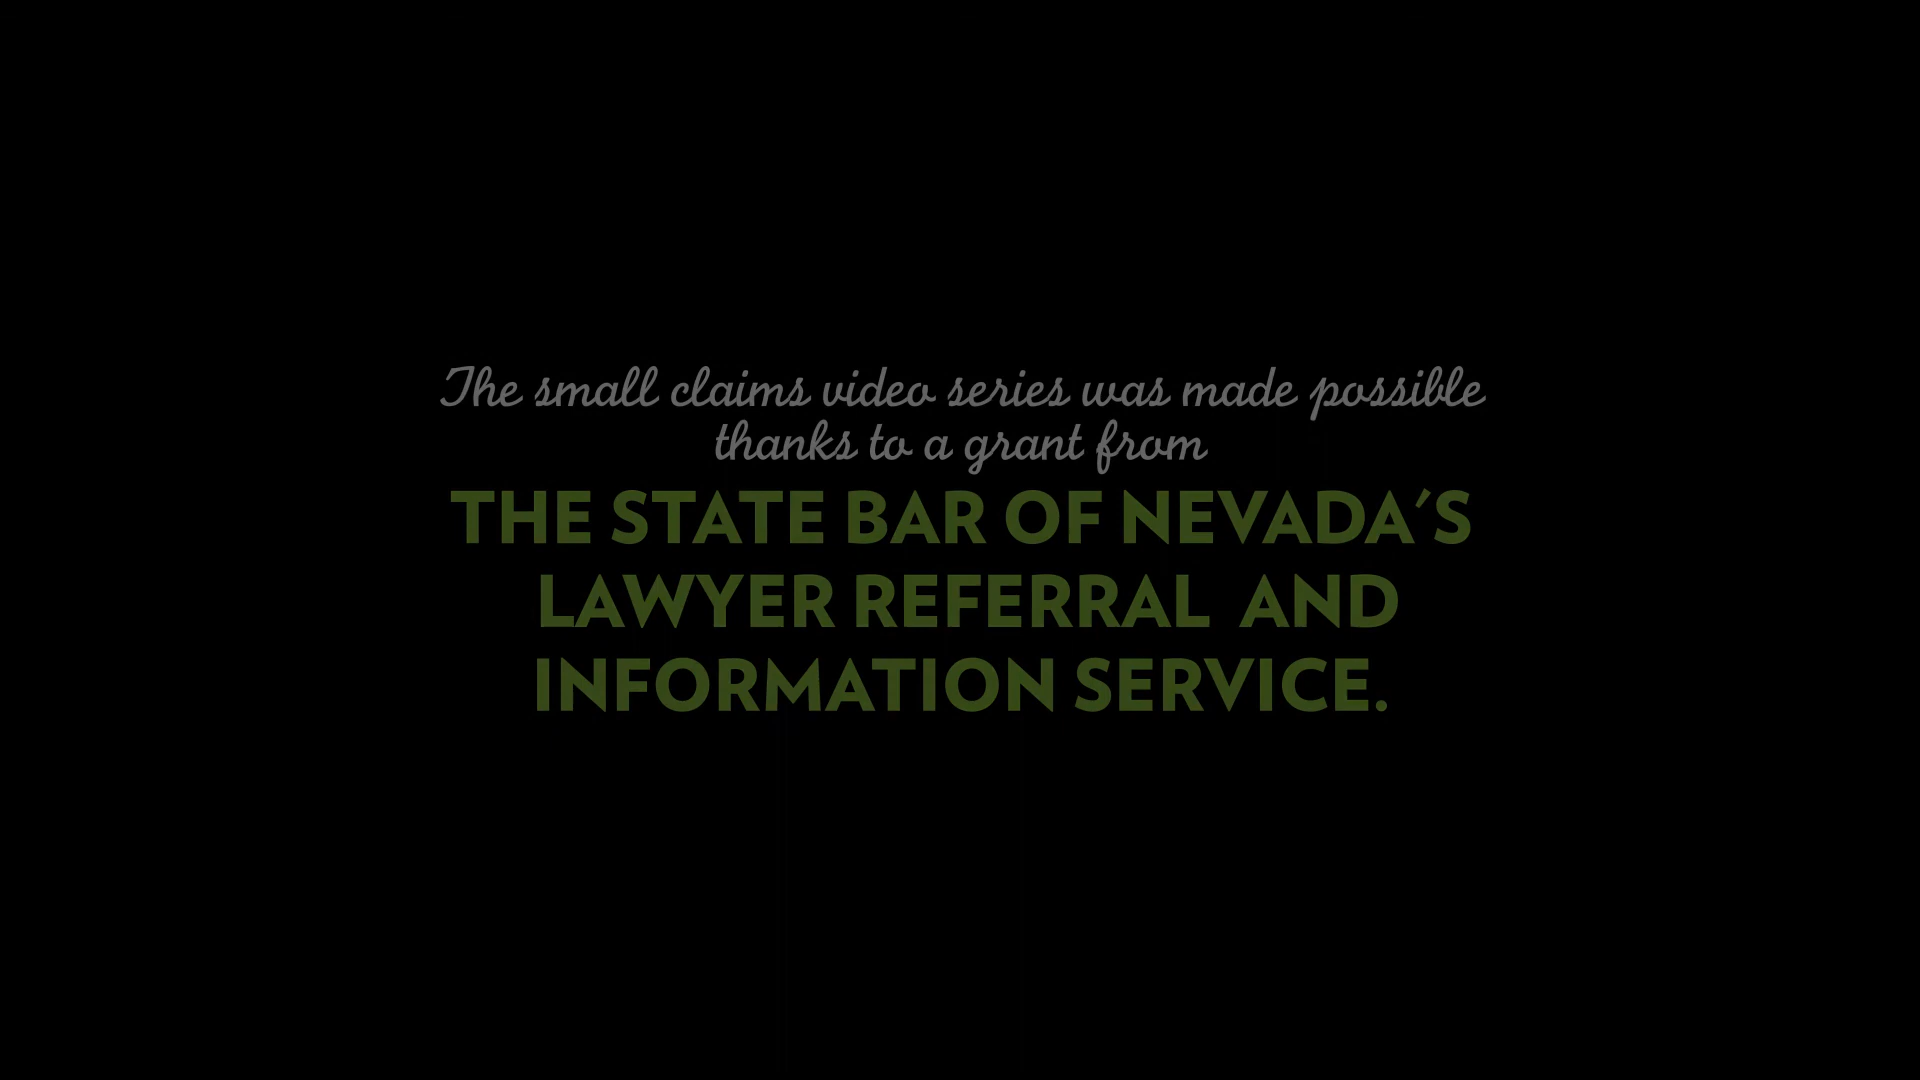 The small claims video series was made possible
thanks to a grant from
THE STATE BAR OF NEVADA'S
LAWYER REFERRAL AND
INFORMATION SERVICE.